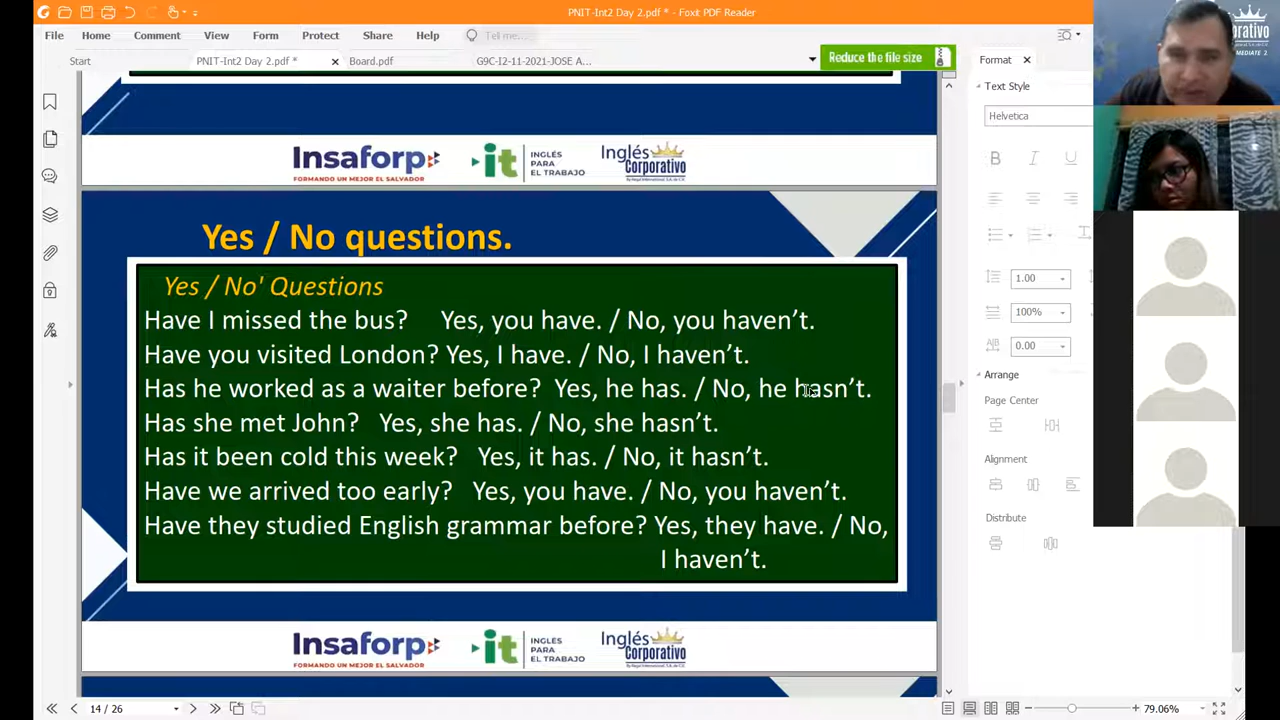 PNIT-Int2 Day 2.pdf * - Foxit PDF Reader
File Home Comment View Form Protect Share Help Tell me...
Start PNIT-Int2 Day 2.pdf * Board.pdf G9C-I2-11-2021-JOSE A...
Reduce the file size
Insaforp
FORMANDO UN MEJOR EL SALVADOR
it
INGLÉS
PARA
EL TRABAJO
Inglés
Corporativo
Yes / No questions.
Yes / No' Questions
Have I missed the bus? Yes, you have. / No, you haven't.
Have you visited London? Yes, I have. / No, I haven't.
Has he worked as a waiter before? Yes, he has. / No, he hasn't.
Has she met John? Yes, she has. / No, she hasn't.
Has it been cold this week? Yes, it has. / No, it hasn't.
Have we arrived too early? Yes, you have. / No, you haven't.
Have they studied English grammar before? Yes, they have. / No,
I haven't.
Insaforp
FORMANDO UN MEJOR EL SALVADOR
it
INGLÉS
PARA
EL TRABAJO
Inglés
Corporativo
14 / 26
79.06%
Format
Text Style
Helvetica
B I U
1.00
100%
0.00
Arrange
Page Center
Alignment
Distribute
MEDIATE 2